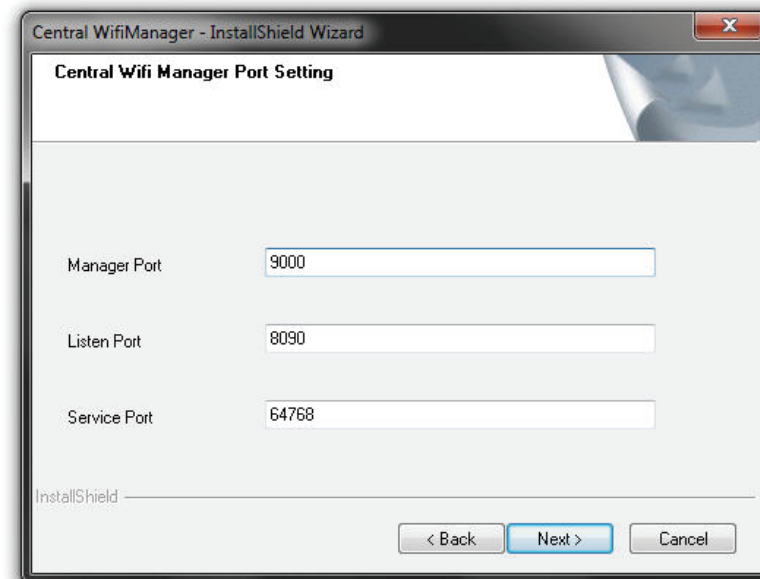 Central WifiManager - InstallShield Wizard
Central Wifi Manager Port Setting
Manager Port 9000
Listen Port 8090
Service Port 64768
InstallShield
< Back Next > Cancel